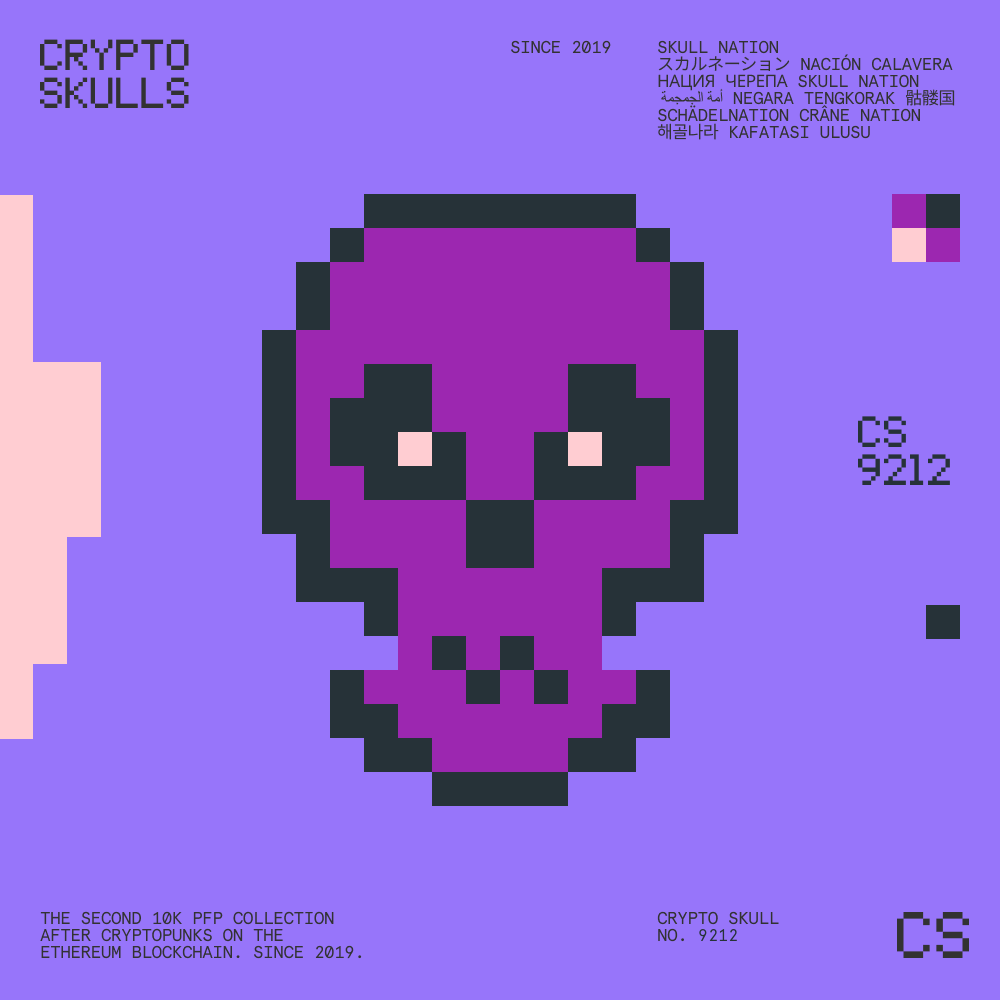 CRYPTO
SKULLS
SINCE 2019
SKULL NATION
スカルネーション NACIÓN CALAVERA
НАЦИЯ ЧЕРЕПА SKULL NATION
أمة الجمجمة NEGARA TENGKORAK 骷髅国
SCHÄDELNATION CRÂNE NATION
해골나라 KAFATASI ULUSU
CS
9212
THE SECOND 10K PFP COLLECTION
AFTER CRYPTOPUNKS ON THE
ETHEREUM BLOCKCHAIN. SINCE 2019.
CRYPTO SKULL
NO. 9212
CS